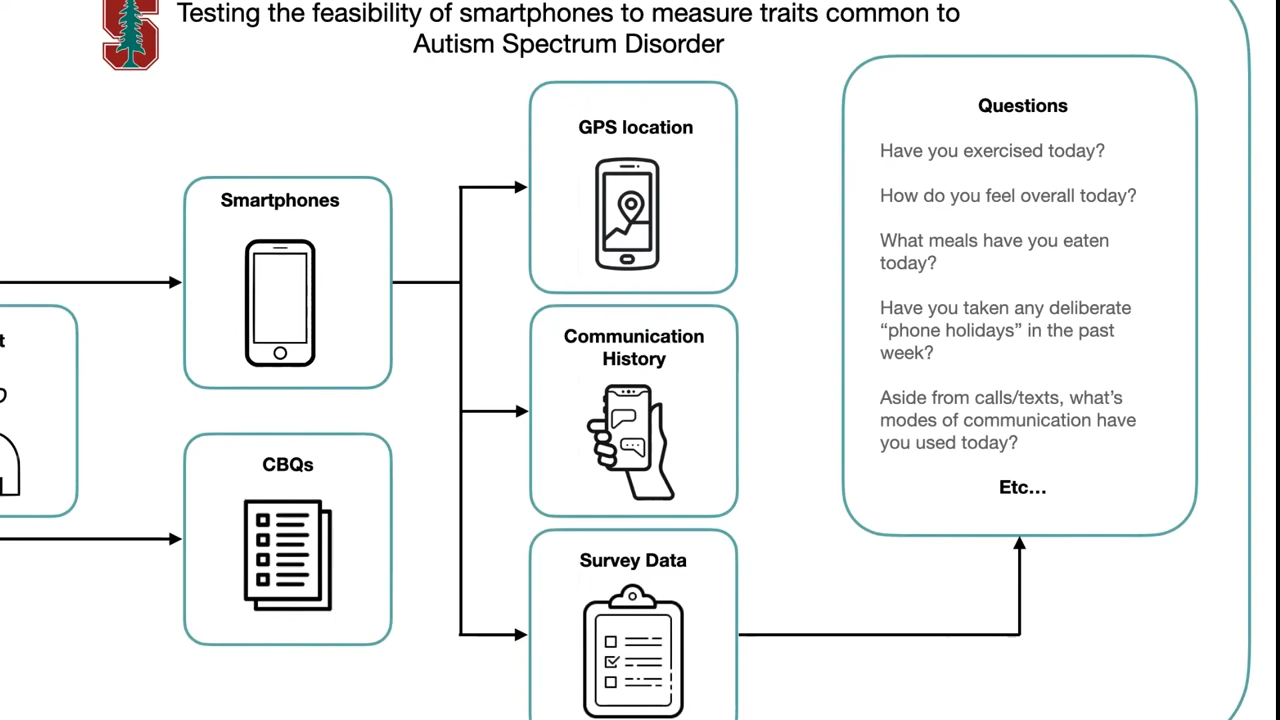 Testing the feasibility of smartphones to measure traits common to
Autism Spectrum Disorder
Smartphones
CBQs
GPS location
Communication
History
Survey Data
Questions
Have you exercised today?
How do you feel overall today?
What meals have you eaten
today?
Have you taken any deliberate
“phone holidays” in the past
week?
Aside from calls/texts, what’s
modes of communication have
you used today?
Etc...